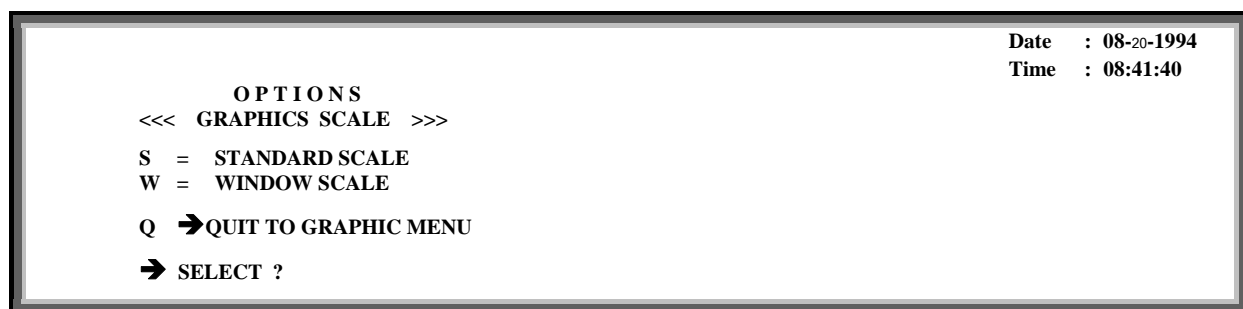 Date : 08-20-1994
Time : 08:41:40
O P T I O N S
<<< GRAPHICS SCALE >>>
S = STANDARD SCALE
W = WINDOW SCALE
Q ➔QUIT TO GRAPHIC MENU
➔ SELECT ?